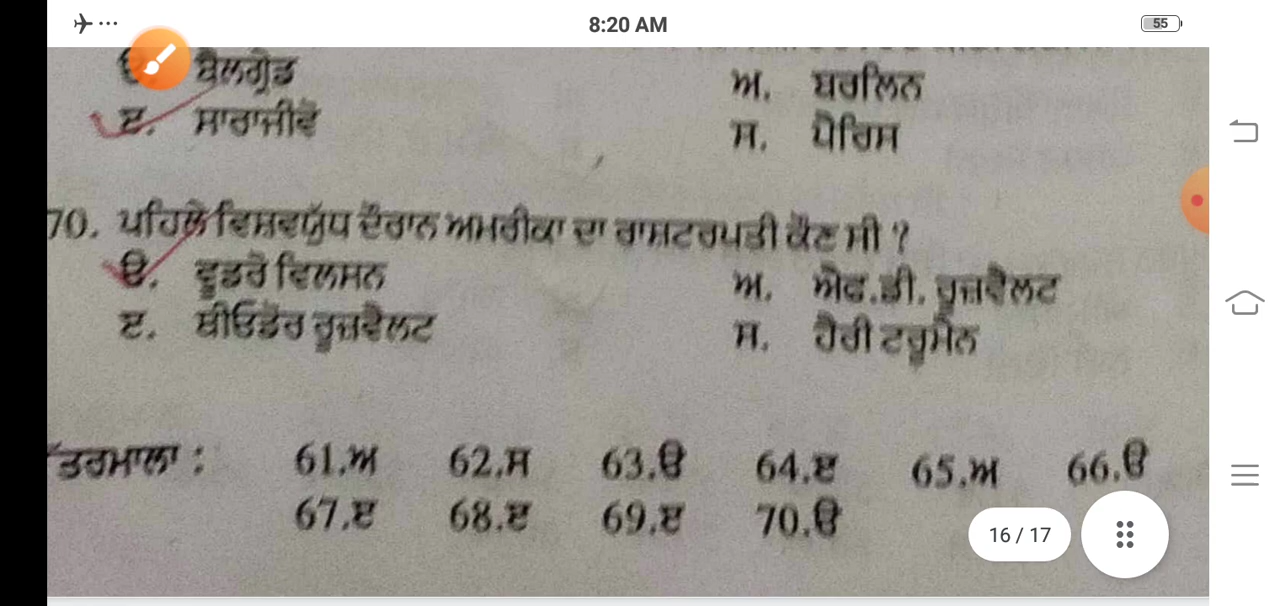 8:20 AM
55
ਬੈਲਗ੍ਰੇਡ
ਅ. ਬਰਲਿਨ
ੲ. ਸਾਰਾਜੀਵੋ
ਸ. ਪੈਰਿਸ
70. ਪਹਿਲੇ ਵਿਸ਼ਵਯੁੱਧ ਦੌਰਾਨ ਅਮਰੀਕਾ ਦਾ ਰਾਸ਼ਟਰਪਤੀ ਕੌਣ ਸੀ ?
ੳ. ਵੂਡਰੋ ਵਿਲਸਨ
ਅ. ਐਫ.ਡੀ. ਰੂਜ਼ਵੈਲਟ
ੲ. ਥੀਓਡੋਰ ਰੂਜ਼ਵੈਲਟ
ਸ. ਹੈਰੀ ਟਰੂਮੈਨ
ੱਤਰਮਾਲਾ : 61.ਅ 62.ਸ 63.ੳ 64.ੲ 65.ਅ 66.ੳ
67.ੲ 68.ੲ 69.ੲ 70.ੳ
16 / 17